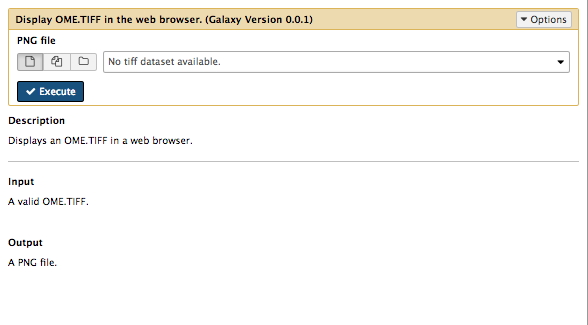 Display OME.TIFF in the web browser. (Galaxy Version 0.0.1)
Options
PNG file
No tiff dataset available.
Execute
Description
Displays an OME.TIFF in a web browser.
Input
A valid OME.TIFF.
Output
A PNG file.